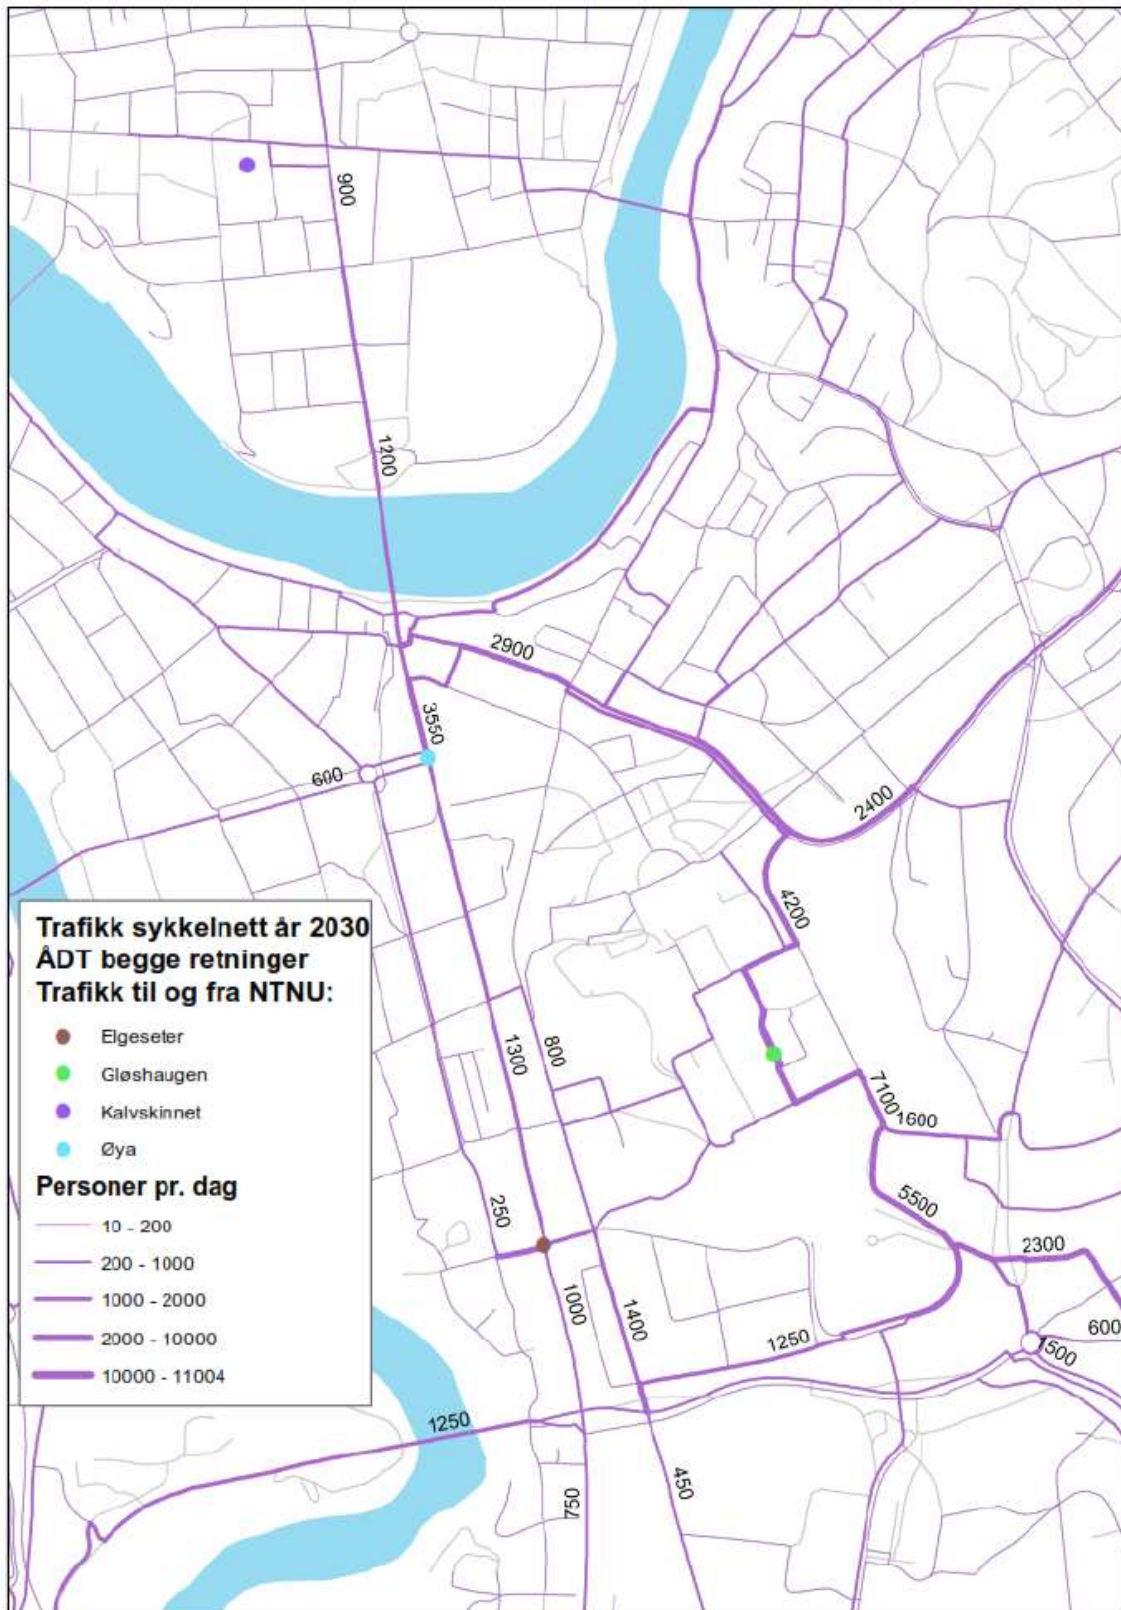 900
1200
2900
3550
600
2400
4200
1300
800
7100
1600
250
5500
2300
1000
1400
1250
600
1500
1250
450
750
Trafikk sykkelnett år 2030
ÅDT begge retninger
Trafikk til og fra NTNU:
Elgeseter
Gløshaugen
Kalvskinnet
Øya
Personer pr. dag
10 - 200
200 - 1000
1000 - 2000
2000 - 10000
10000 - 11004